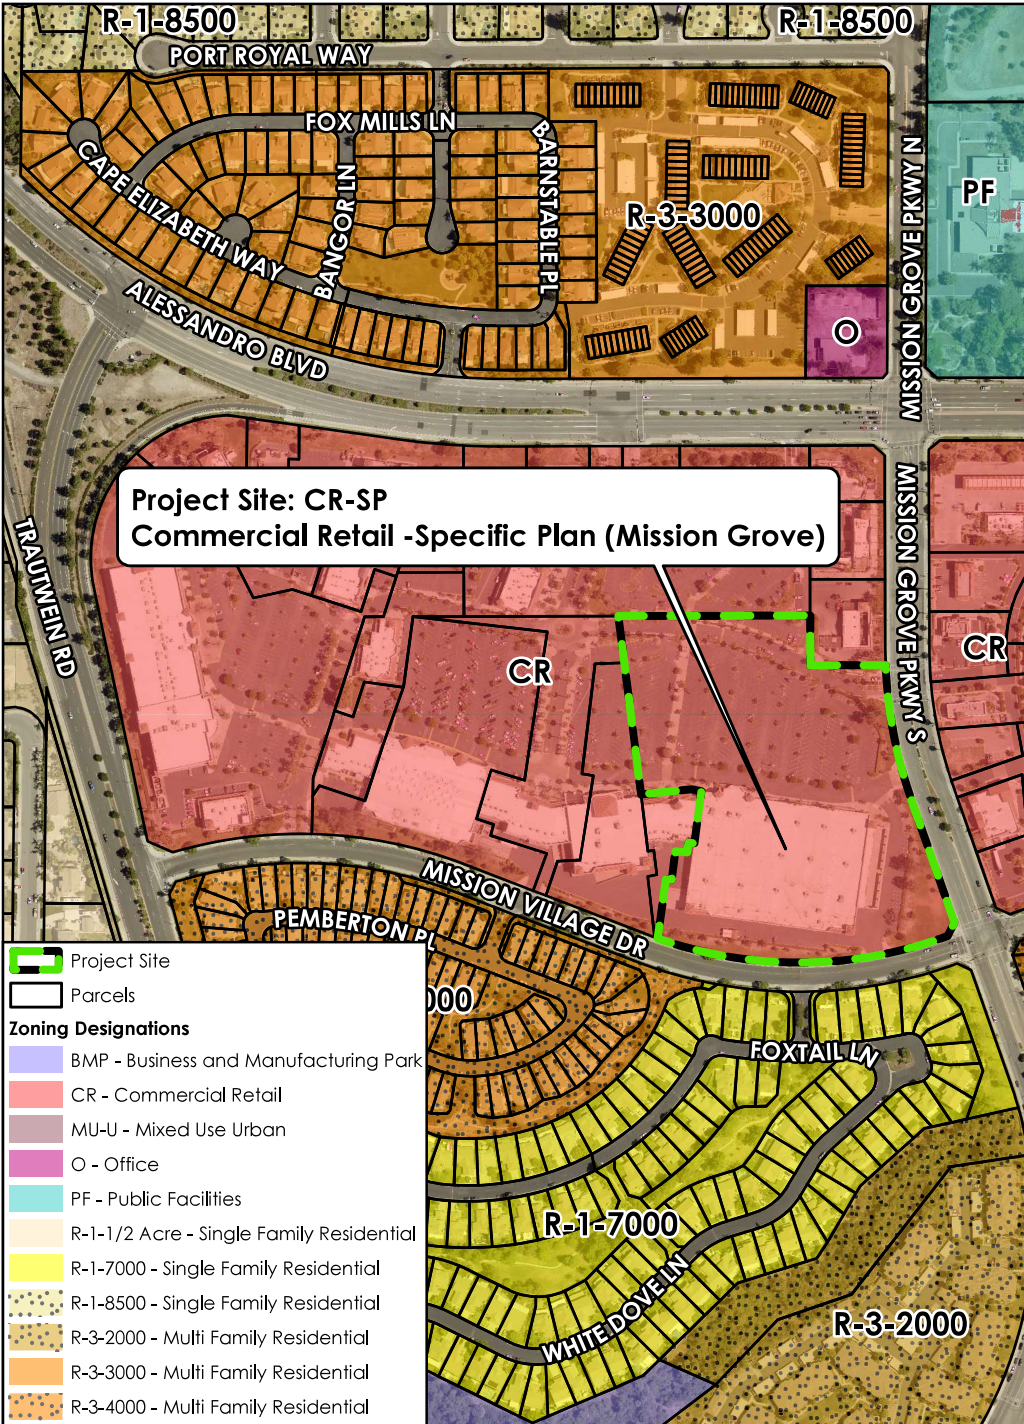 R-1-8500
R-1-8500
PORT ROYAL WAY
FOX MILLS LN
BARNSTABLE PL
CAPE ELIZABETH WAY
BANGOR LN
R-3-3000
MISSION GROVE PKWY N
PF
ALESSANDRO BLVD
O
Project Site: CR-SP
Commercial Retail -Specific Plan (Mission Grove)
TRAUTWEIN RD
MISSION GROVE PKWY S
CR
CR
MISSION VILLAGE DR
PEMBERTON PL
000
FOXTAIL LN
R-1-7000
WHITE DOVE LN
R-3-2000
Project Site
Parcels
Zoning Designations
BMP - Business and Manufacturing Park
CR - Commercial Retail
MU-U - Mixed Use Urban
O - Office
PF - Public Facilities
R-1-1/2 Acre - Single Family Residential
R-1-7000 - Single Family Residential
R-1-8500 - Single Family Residential
R-3-2000 - Multi Family Residential
R-3-3000 - Multi Family Residential
R-3-4000 - Multi Family Residential